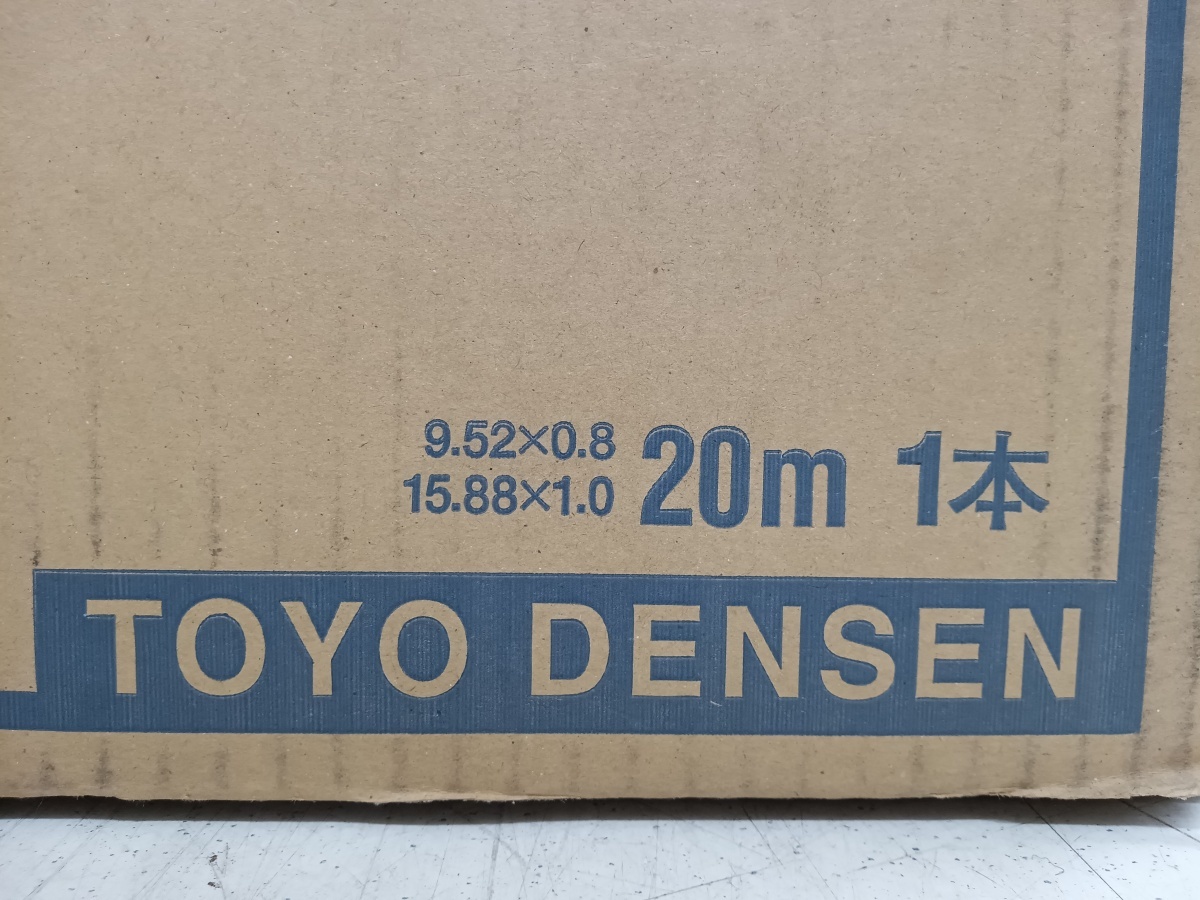 9.52×0.8
15.88×1.0
20m 1本
TOYO DENSEN